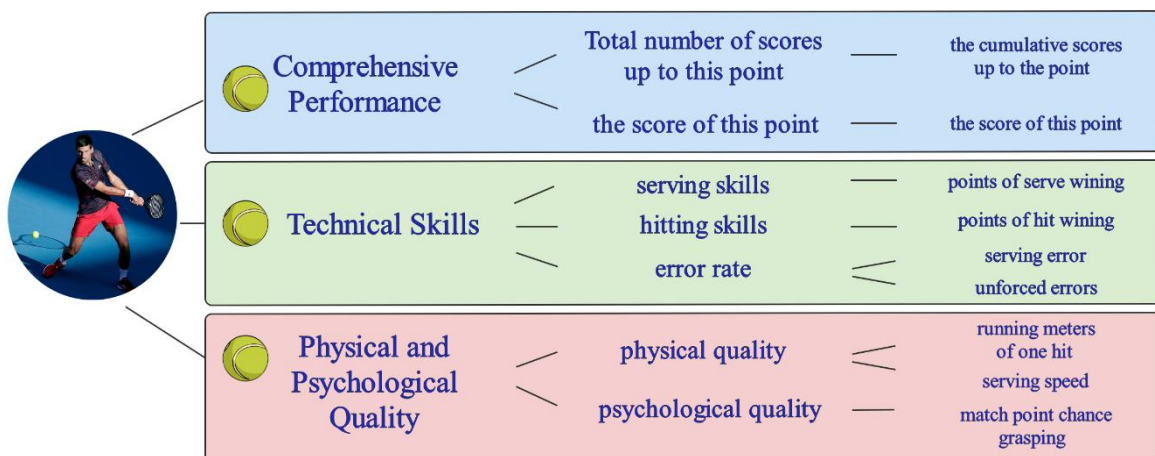 Comprehensive
Performance
Total number of scores
up to this point
the cumulative scores
up to the point
the score of this point
the score of this point
Technical Skills
serving skills
points of serve wining
hitting skills
points of hit wining
error rate
serving error
unforced errors
Physical and
Psychological
Quality
physical quality
running meters
of one hit
serving speed
psychological quality
match point chance
grasping